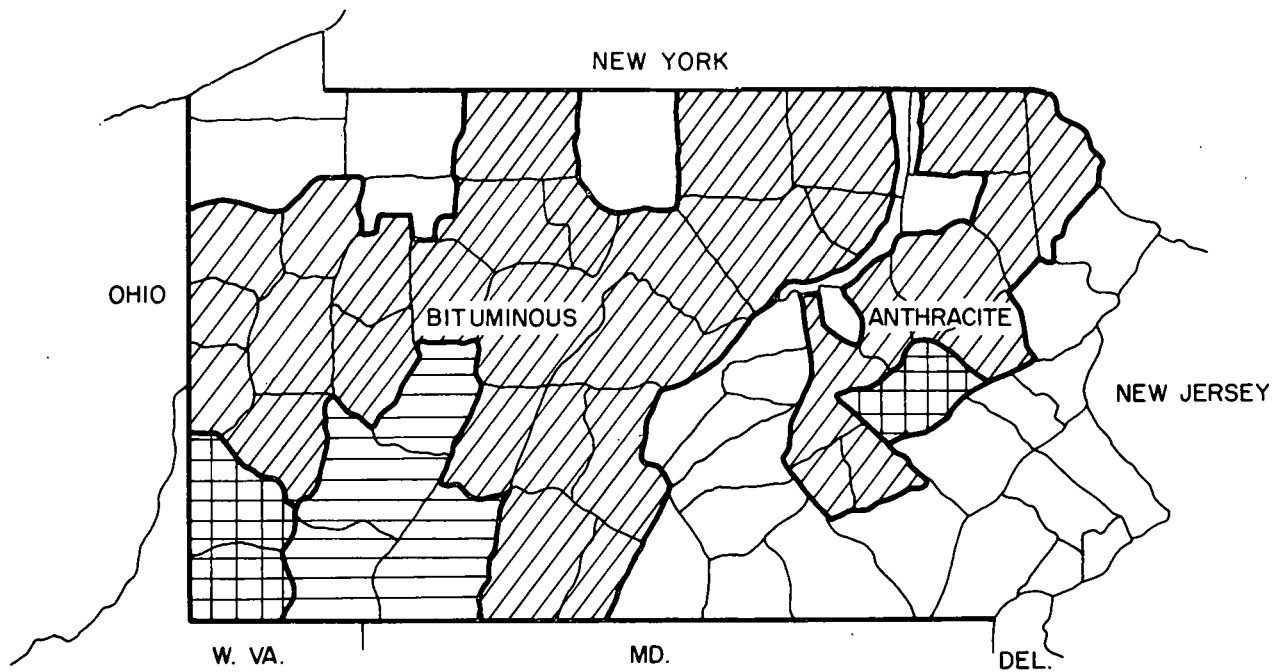 NEW YORK
OHIO
BITUMINOUS
ANTHRACITE
NEW JERSEY
W. VA.
MD.
DEL.